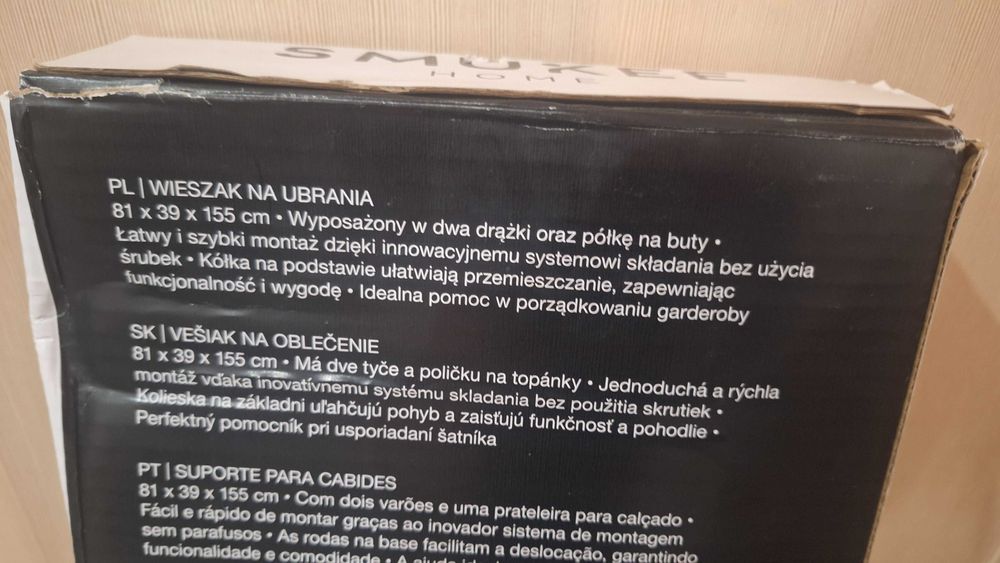 SMUKEE
HOME
PL | WIESZAK NA UBRANIA
81 x 39 x 155 cm • Wyposażony w dwa drążki oraz półkę na buty •
Łatwy i szybki montaż dzięki innowacyjnemu systemowi składania bez użycia
śrubek • Kółka na podstawie ułatwiają przemieszczanie, zapewniając
funkcjonalność i wygodę • Idealna pomoc w porządkowaniu garderoby
SK | VEŠIAK NA OBLEČENIE
81 x 39 x 155 cm • Má dve tyče a poličku na topánky • Jednoduchá a rýchla
montáž vďaka inovatívnemu systému skladania bez použitia skrutiek •
Kolieska na základni uľahčujú pohyb a zaisťujú funkčnosť a pohodlie •
Perfektný pomocník pri usporiadaní šatníka
PT | SUPORTE PARA CABIDES
81 x 39 x 155 cm • Com dois varões e uma prateleira para calçado •
Fácil e rápido de montar graças ao inovador sistema de montagem
sem parafusos • As rodas na base facilitam a deslocação, garantindo
funcionalidade e comodidade • A ajuda